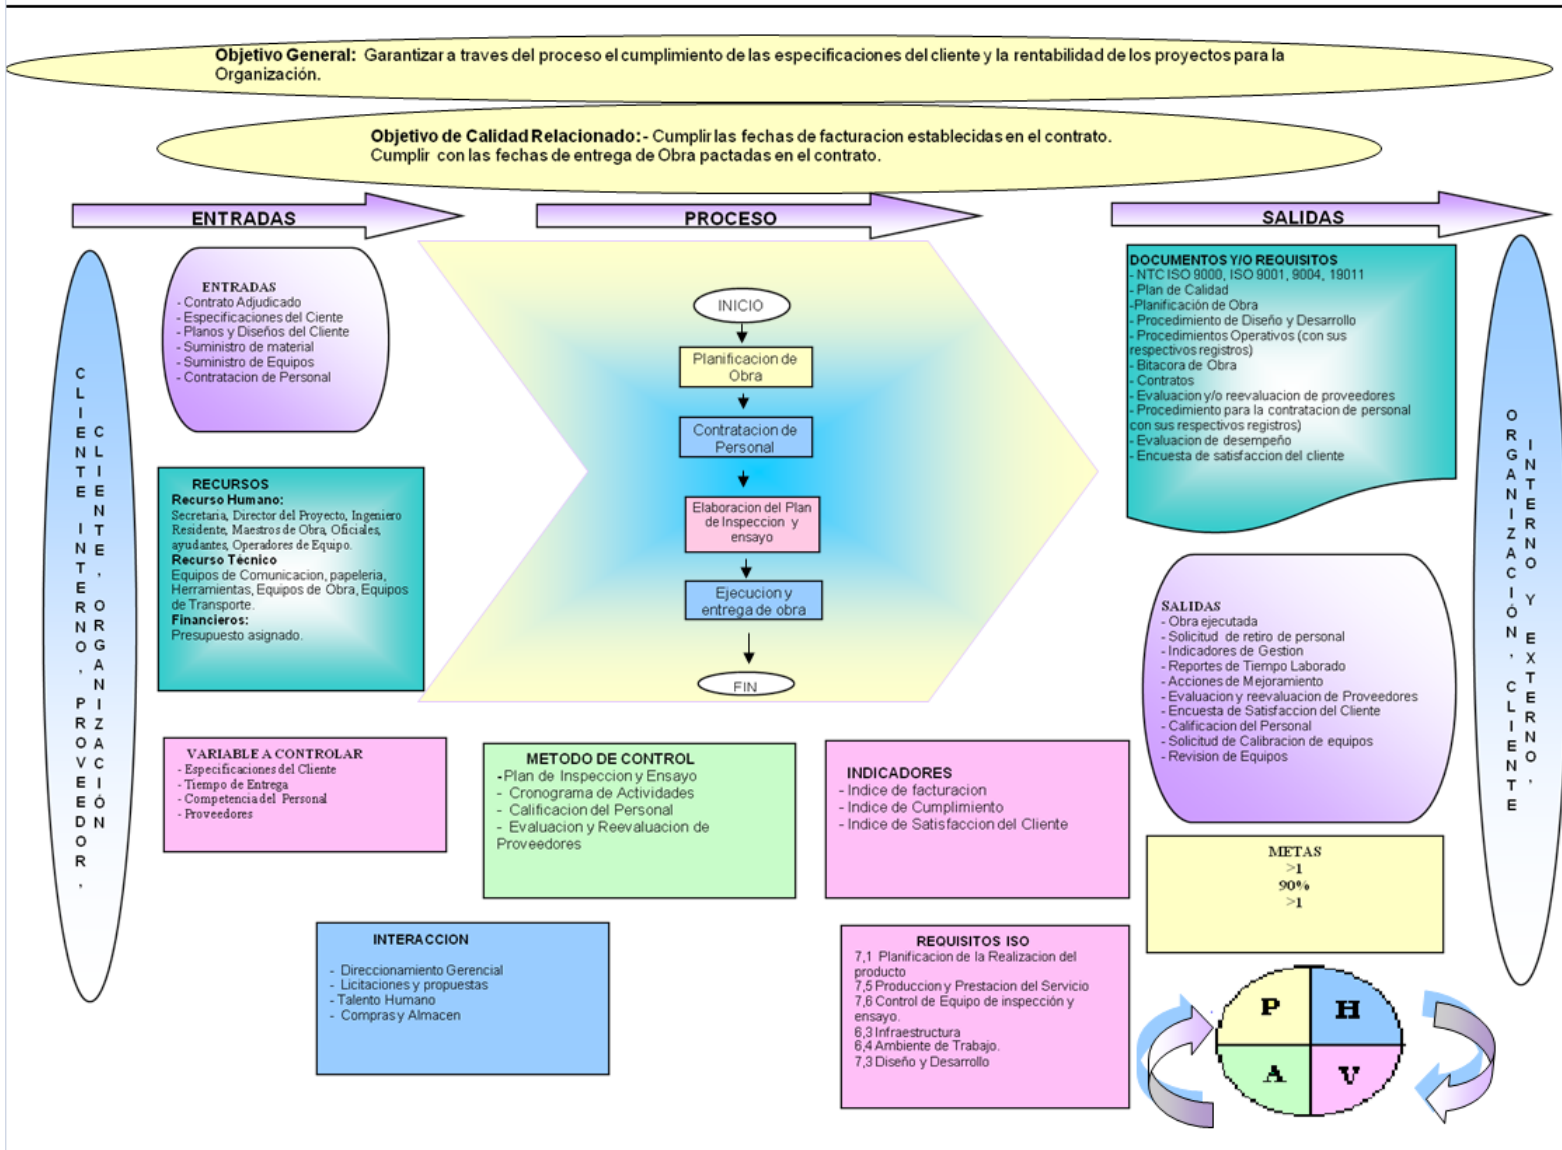 Objetivo General: Garantizar a traves del proceso el cumplimiento de las especificaciones del cliente y la rentabilidad de los proyectos para la
Organización.
Objetivo de Calidad Relacionado:- Cumplir las fechas de facturacion establecidas en el contrato.
Cumplir con las fechas de entrega de Obra pactadas en el contrato.
ENTRADAS
PROCESO
SALIDAS
CLIENTE INTERNO, PROVEEDOR,
CLIENTE, ORGANIZACIÓN
ENTRADAS
- Contrato Adjudicado
- Especificaciones del Ciente
- Planos y Diseños del Cliente
- Suministro de material
- Suministro de Equipos
- Contratacion de Personal
RECURSOS
Recurso Humano:
Secretaria, Director del Proyecto, Ingeniero
Residente, Maestros de Obra, Oficiales,
ayudantes, Operadores de Equipo.
Recurso Técnico
Equipos de Comunicacion, papeleria,
Herramientas, Equipos de Obra, Equipos
de Transporte.
Financieros:
Presupuesto asignado.
INICIO
Planificacion de
Obra
Contratacion de
Personal
Elaboracion del Plan
de Inspeccion y
ensayo
Ejecucion y
entrega de obra
FIN
DOCUMENTOS Y/O REQUISITOS
- NTC ISO 9000, ISO 9001, 9004, 19011
- Plan de Calidad
-Planificación de Obra
- Procedimiento de Diseño y Desarrollo
- Procedimientos Operativos (con sus
respectivos registros)
- Bitacora de Obra
- Contratos
- Evaluacion y/o reevaluacion de proveedores
- Procedimiento para la contratacion de personal
con sus respectivos registros)
- Evaluacion de desempeño
- Encuesta de satisfaccion del cliente
SALIDAS
- Obra ejecutada
- Solicitud de retiro de personal
- Indicadores de Gestion
- Reportes de Tiempo Laborado
- Acciones de Mejoramiento
- Evaluacion y reevaluacion de Proveedores
- Encuesta de Satisfaccion del Cliente
- Calificacion del Personal
- Solicitud de Calibracion de equipos
- Revision de Equipos
ORGANIZACIÓN, CLIENTE
INTERNO Y EXTERNO,
VARIABLE A CONTROLAR
- Especificaciones del Cliente
- Tiempo de Entrega
- Competencia del Personal
- Proveedores
METODO DE CONTROL
-Plan de Inspeccion y Ensayo
- Cronograma de Actividades
- Calificacion del Personal
- Evaluacion y Reevaluacion de
Proveedores
INDICADORES
- Indice de facturacion
- Indice de Cumplimiento
- Indice de Satisfaccion del Cliente
METAS
>1
90%
>1
INTERACCION
- Direccionamiento Gerencial
- Licitaciones y propuestas
- Talento Humano
- Compras y Almacen
REQUISITOS ISO
7,1 Planificacion de la Realizacion del
producto
7,5 Produccion y Prestacion del Servicio
7,6 Control de Equipo de inspección y
ensayo.
6,3 Infraestructura
6,4 Ambiente de Trabajo.
7,3 Diseño y Desarrollo
P H
A V